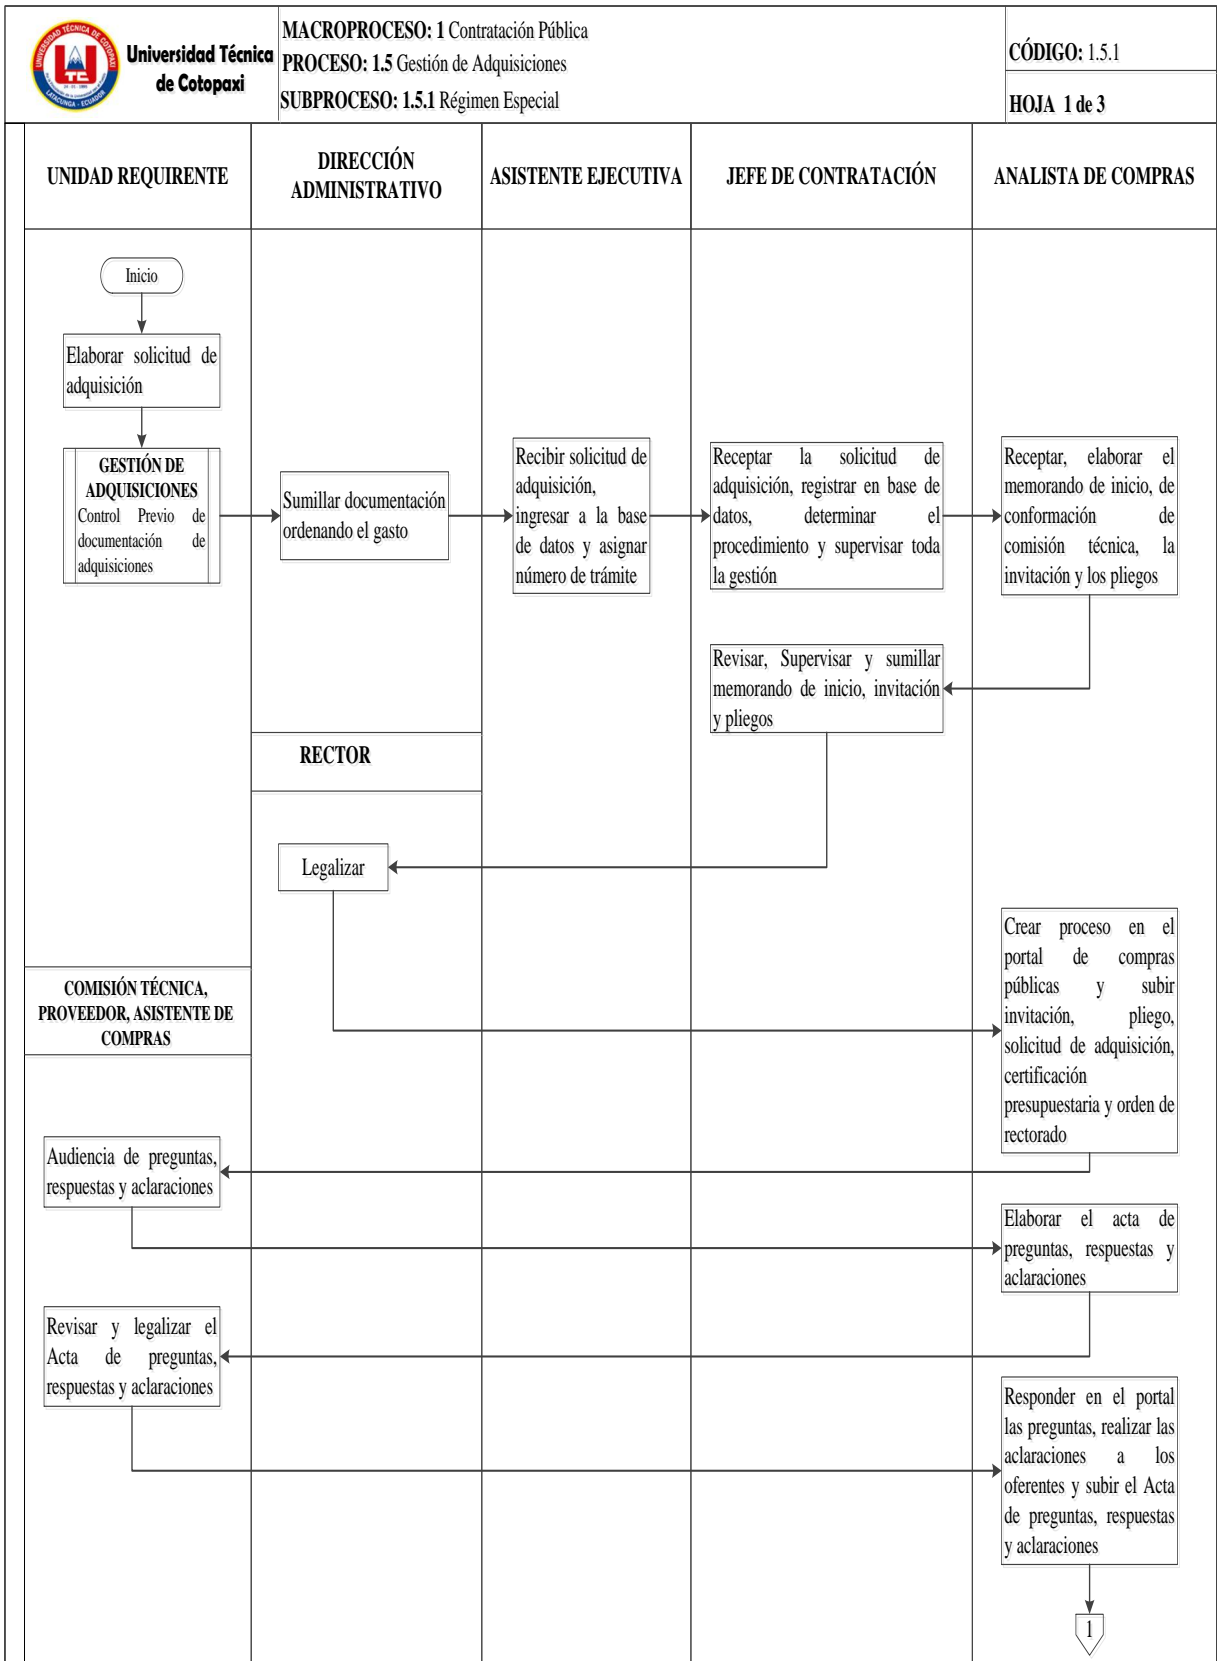 UNIVERSIDAD TÉCNICA DE COTOPAXI
UTC
LATACUNGA - ECUADOR
Universidad Técnica
de Cotopaxi
MACROPROCESO: 1 Contratación Pública
PROCESO: 1.5 Gestión de Adquisiciones
SUBPROCESO: 1.5.1 Régimen Especial
CÓDIGO: 1.5.1
HOJA 1 de 3
UNIDAD REQUIRENTE
DIRECCIÓN
ADMINISTRATIVO
ASISTENTE EJECUTIVA
JEFE DE CONTRATACIÓN
ANALISTA DE COMPRAS
Inicio
Elaborar solicitud de
adquisición
GESTIÓN DE
ADQUISICIONES
Control Previo de
documentación de
adquisiciones
Sumillar documentación
ordenando el gasto
Recibir solicitud de
adquisición,
ingresar a la base
de datos y asignar
número de trámite
Receptar la solicitud de
adquisición, registrar en base de
datos, determinar el
procedimiento y supervisar toda
la gestión
Receptar, elaborar el
memorando de inicio, de
conformación de
comisión técnica, la
invitación y los pliegos
Revisar, Supervisar y sumillar
memorando de inicio, invitación
y pliegos
RECTOR
Legalizar
Crear proceso en el
portal de compras
públicas y subir
invitación, pliego,
solicitud de adquisición,
certificación
presupuestaria y orden de
rectorado
COMISIÓN TÉCNICA,
PROVEEDOR, ASISTENTE DE
COMPRAS
Audiencia de preguntas,
respuestas y aclaraciones
Elaborar el acta de
preguntas, respuestas y
aclaraciones
Revisar y legalizar el
Acta de preguntas,
respuestas y aclaraciones
Responder en el portal
las preguntas, realizar las
aclaraciones a los
oferentes y subir el Acta
de preguntas, respuestas
y aclaraciones
1